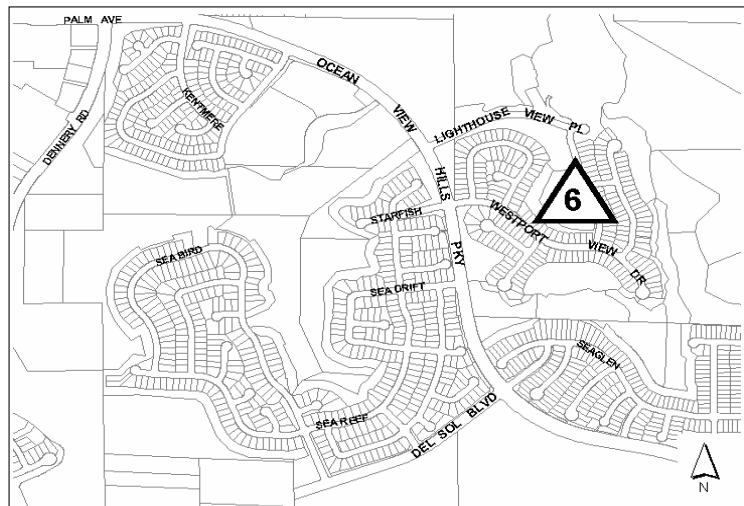 PALM AVE
DENNERY RD
KENTMERE
OCEAN VIEW HILLS PKY
LIGHTHOUSE VIEW PL
6
STARFISH
WESTPORT VIEW DR
SEA BIRD
SEA DRIFT
SEAGLEN
SEA REEF
DEL SOL BLVD
N